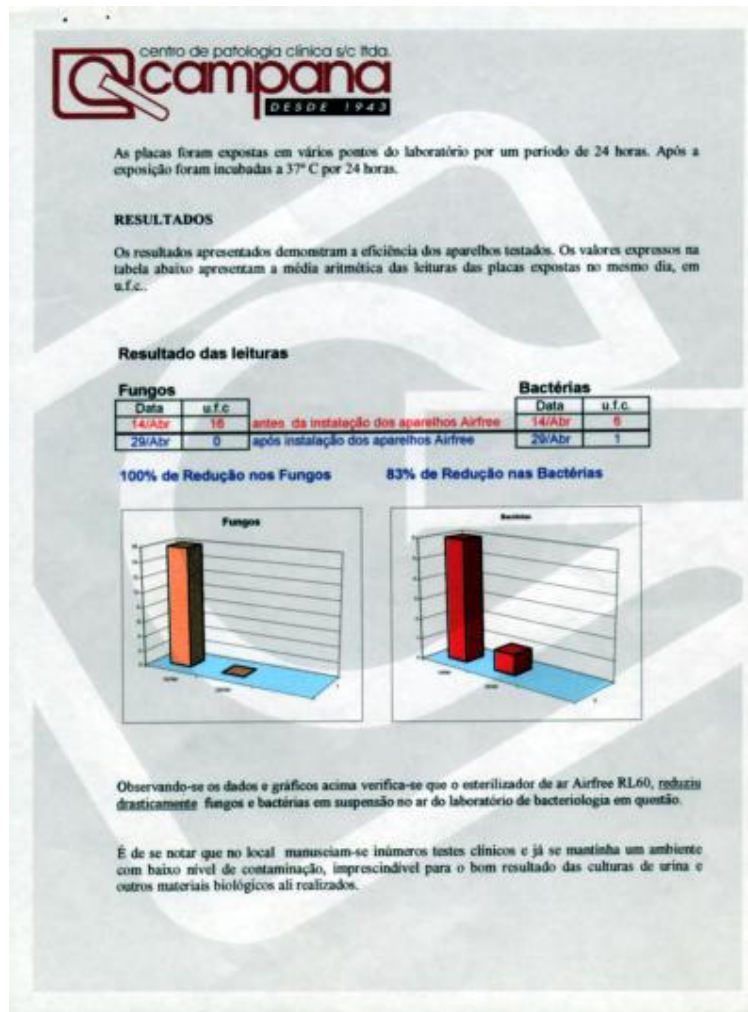 centro de patologia clínica s/c ltda.
campana
DESDE 1943
As placas foram expostas em vários pontos do laboratório por um período de 24 horas. Após a
exposição foram incubadas a 37º C por 24 horas.
RESULTADOS
Os resultados apresentados demonstram a eficiência dos aparelhos testados. Os valores expressos na
tabela abaixo apresentam a média aritmética das leituras das placas expostas no mesmo dia, em
u.f.c..
Resultado das leituras
Fungos Bactérias
Data u.f.c Data u.f.c.
14/Abr 16 antes da instalação dos aparelhos Airfree 14/Abr 6
29/Abr 0 após instalação dos aparelhos Airfree 29/Abr 1
100% de Redução nos Fungos 83% de Redução nas Bactérias
Fungos Bactérias
Observando-se os dados e gráficos acima verifica-se que o esterilizador de ar Airfree RL60, reduziu
drasticamente fungos e bactérias em suspensão no ar do laboratório de bacteriologia em questão.
É de se notar que no local manusciam-se inúmeros testes clínicos e já se mantinha um ambiente
com baixo nível de contaminação, imprescindível para o bom resultado das culturas de urina e
outros materiais biológicos ali realizados.